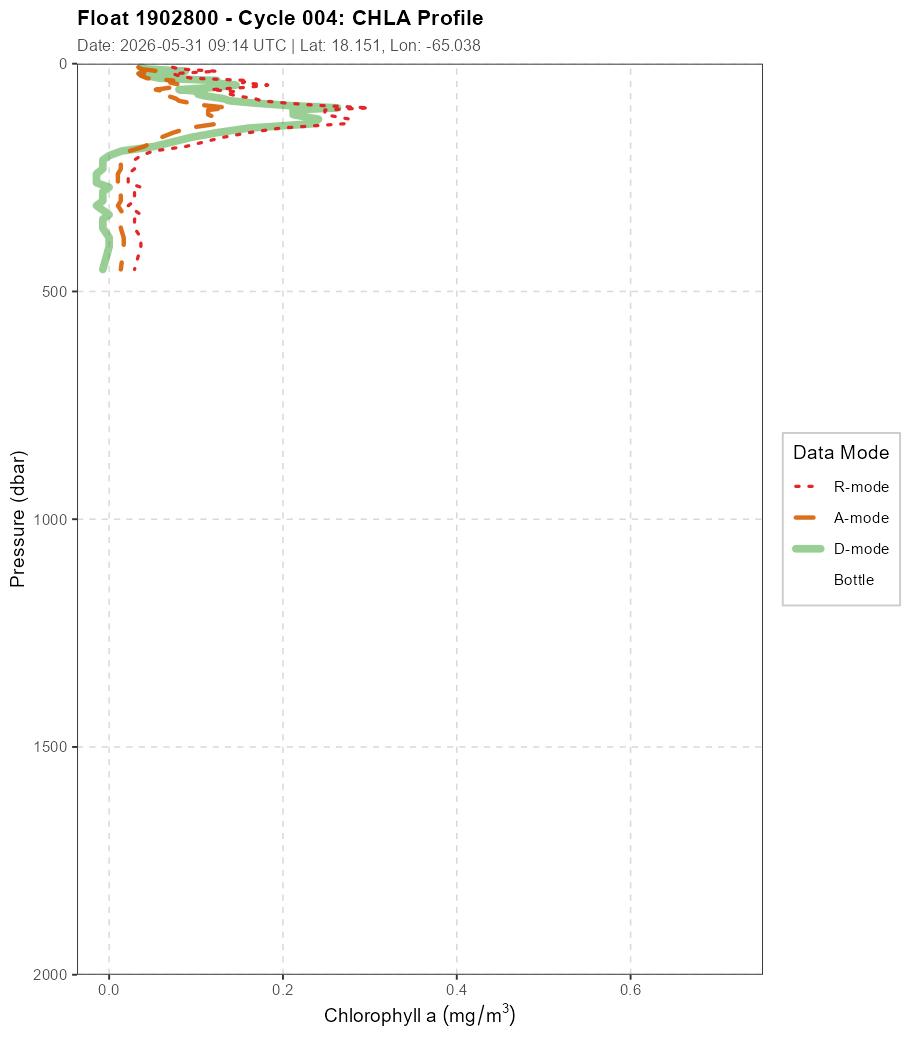 Float 1902800 - Cycle 004: CHLA Profile
Date: 2026-05-31 09:14 UTC | Lat: 18.151, Lon: -65.038
0
500
1000
1500
2000
Pressure (dbar)
0.0 0.2 0.4 0.6
Chlorophyll a (mg/m³)
Data Mode
R-mode
A-mode
D-mode
Bottle